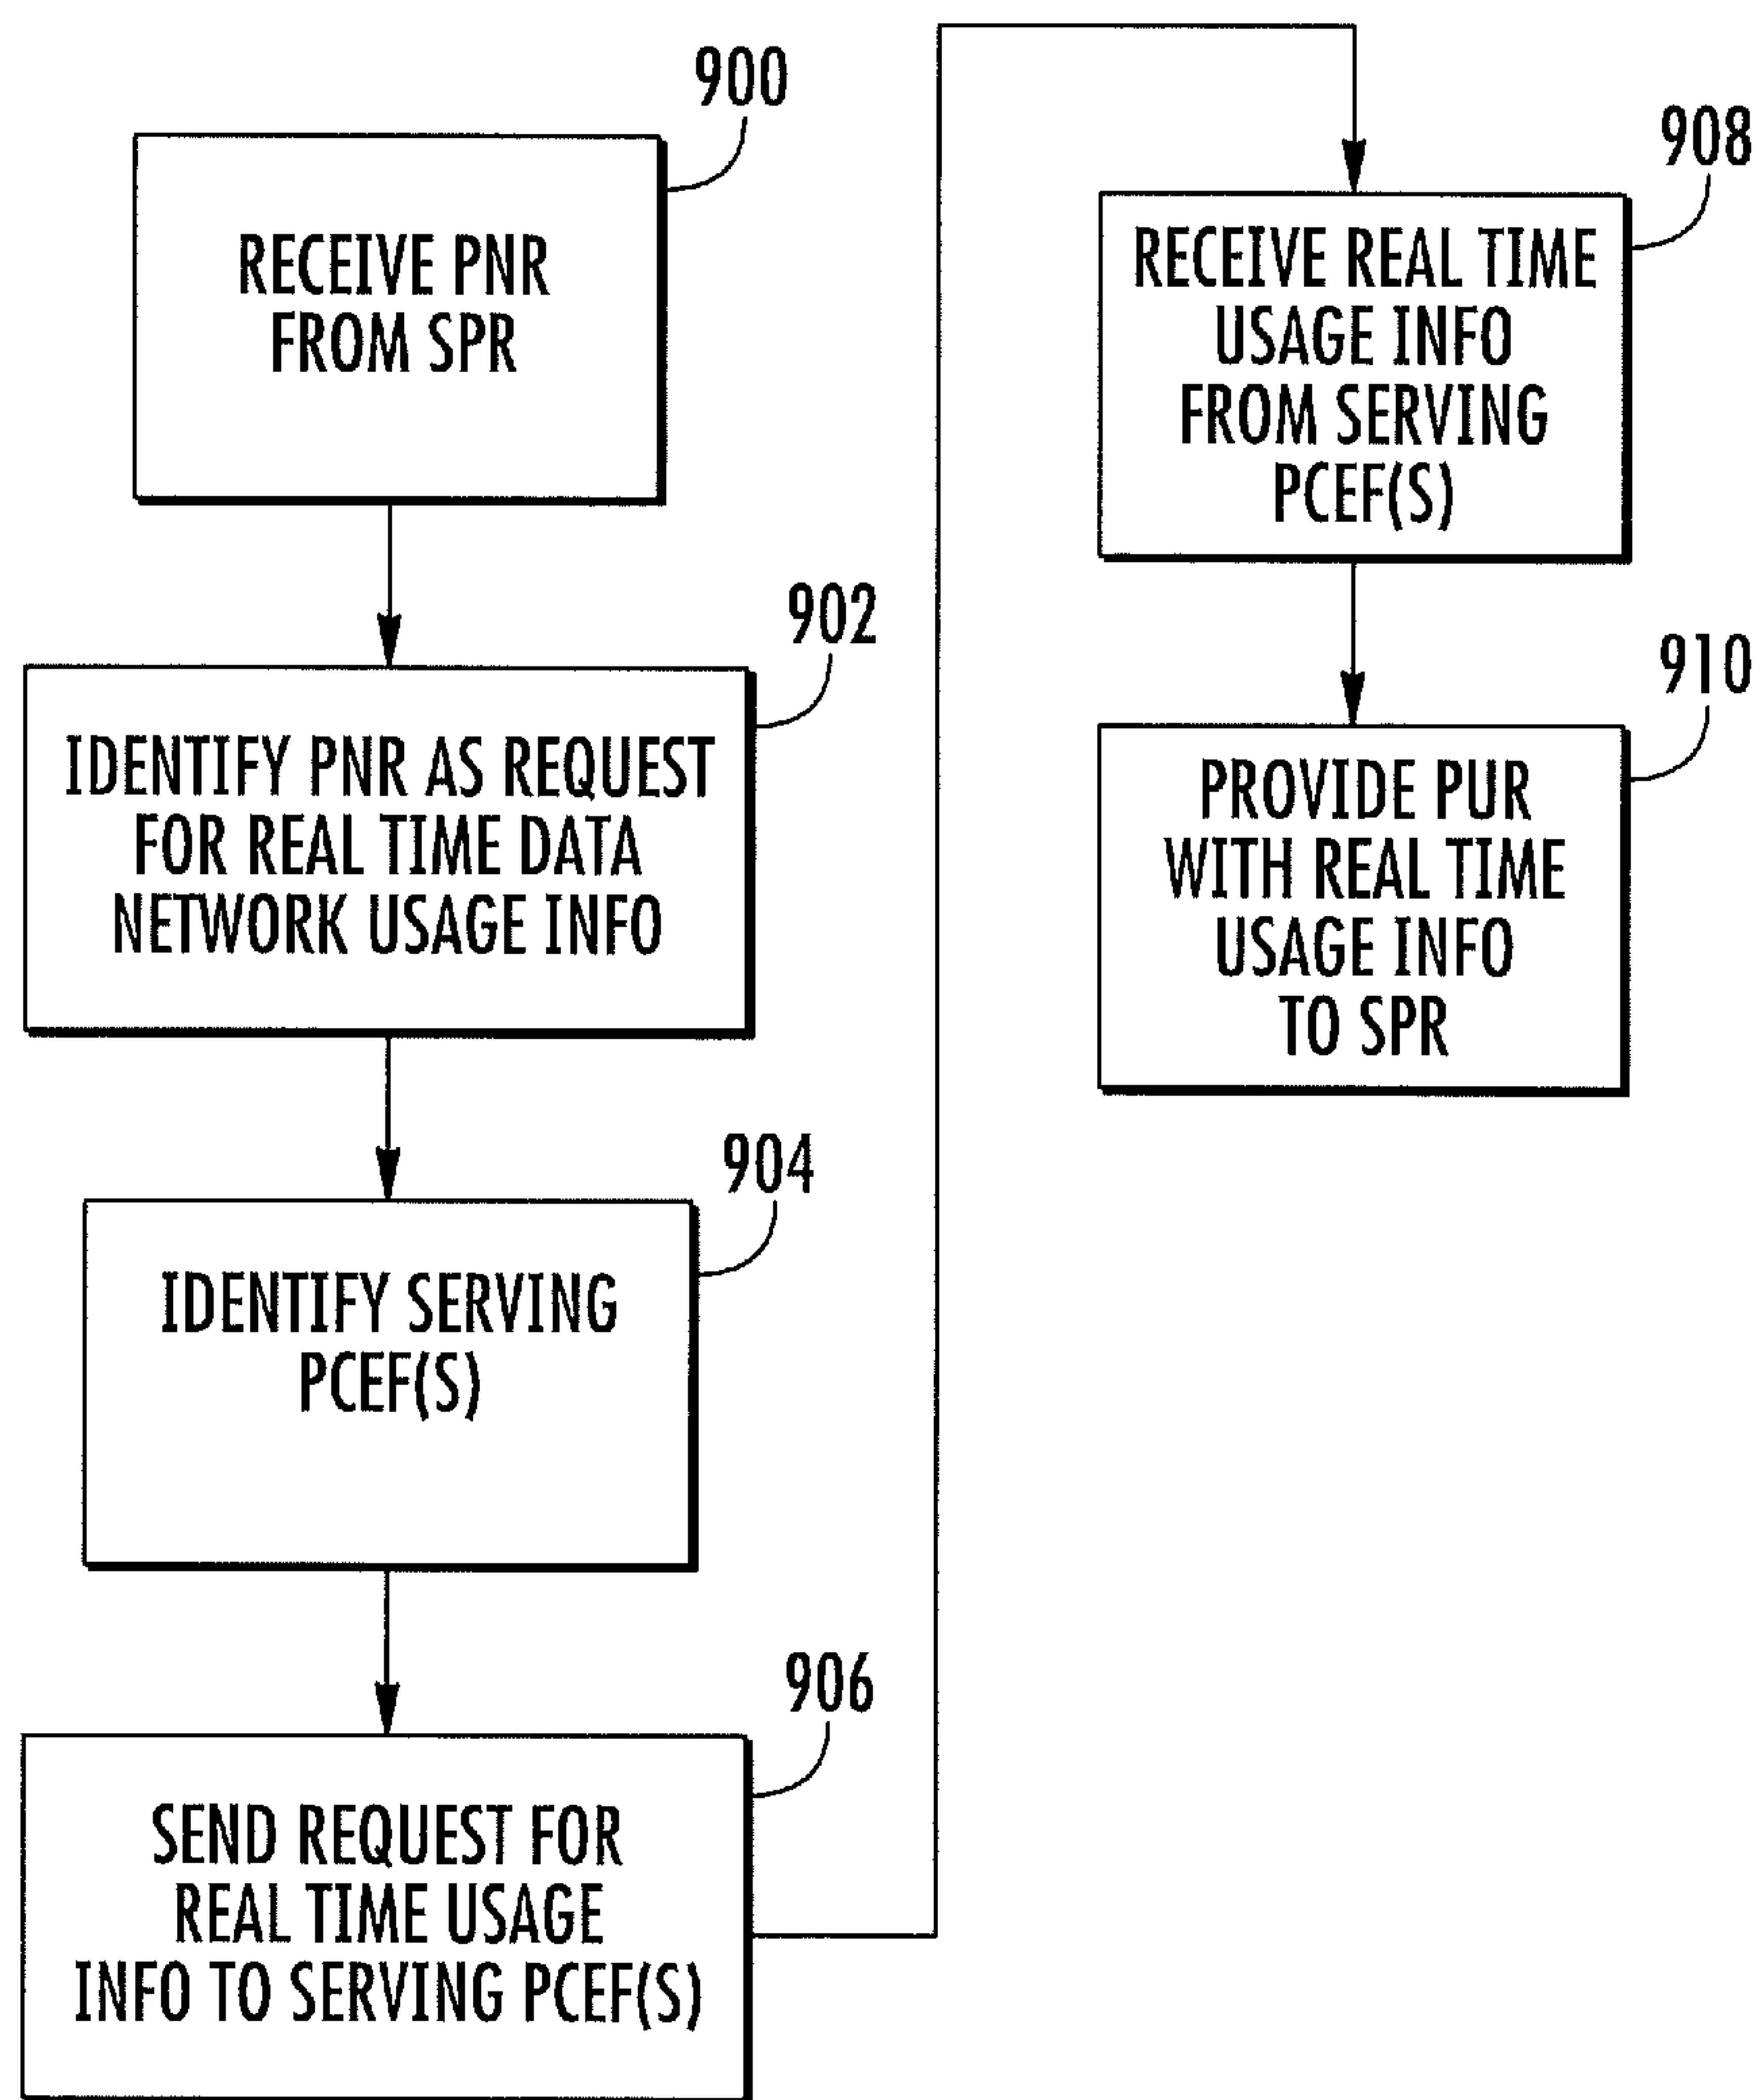 900
RECEIVE PNR
FROM SPR
902
IDENTIFY PNR AS REQUEST
FOR REAL TIME DATA
NETWORK USAGE INFO
904
IDENTIFY SERVING
PCEF(S)
906
SEND REQUEST FOR
REAL TIME USAGE
INFO TO SERVING PCEF(S)
908
RECEIVE REAL TIME
USAGE INFO
FROM SERVING
PCEF(S)
910
PROVIDE PUR
WITH REAL TIME
USAGE INFO
TO SPR